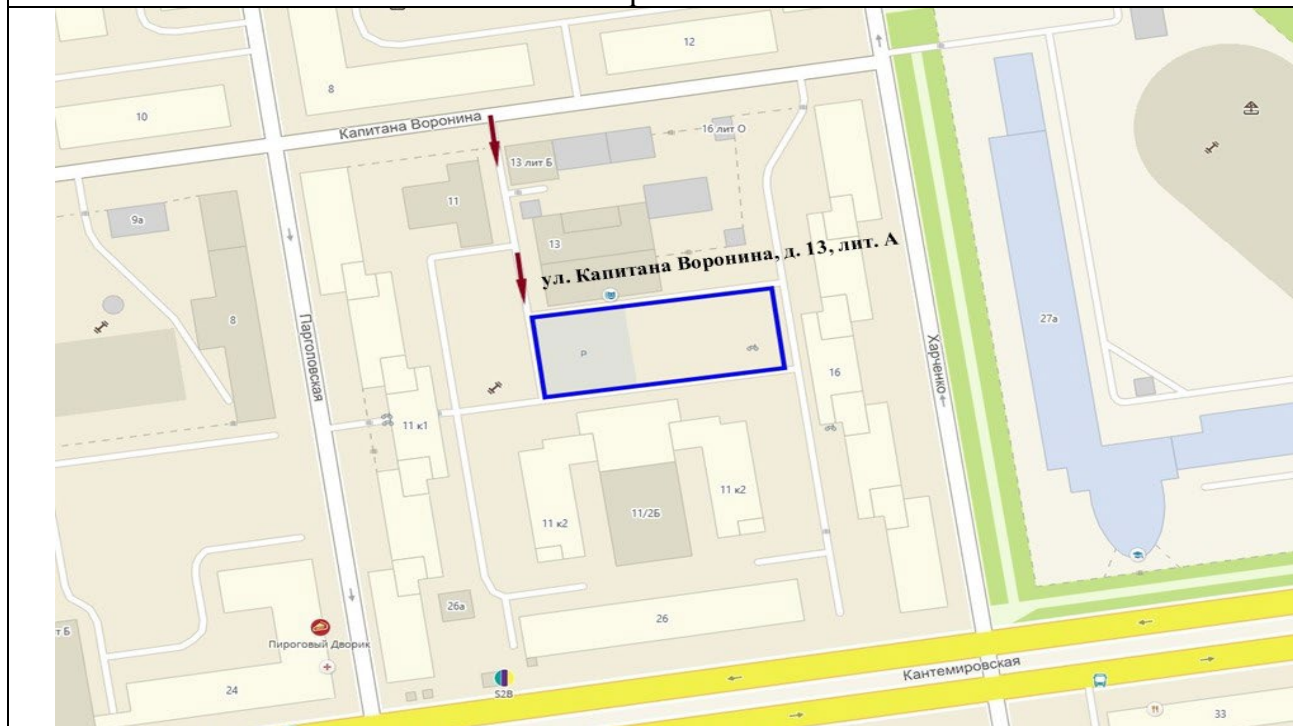 12
8
10
Капитана Воронина
16 лит О
13 лит Б
11
9а
13
ул. Капитана Воронина, д. 13, лит. А
8
Парголовская
P
27а
Харченко
16
11 к1
11 к2
11/2Б
11 к2
26а
26
т Б
Пироговый Дворик
24
S2B
Кантемировская
33